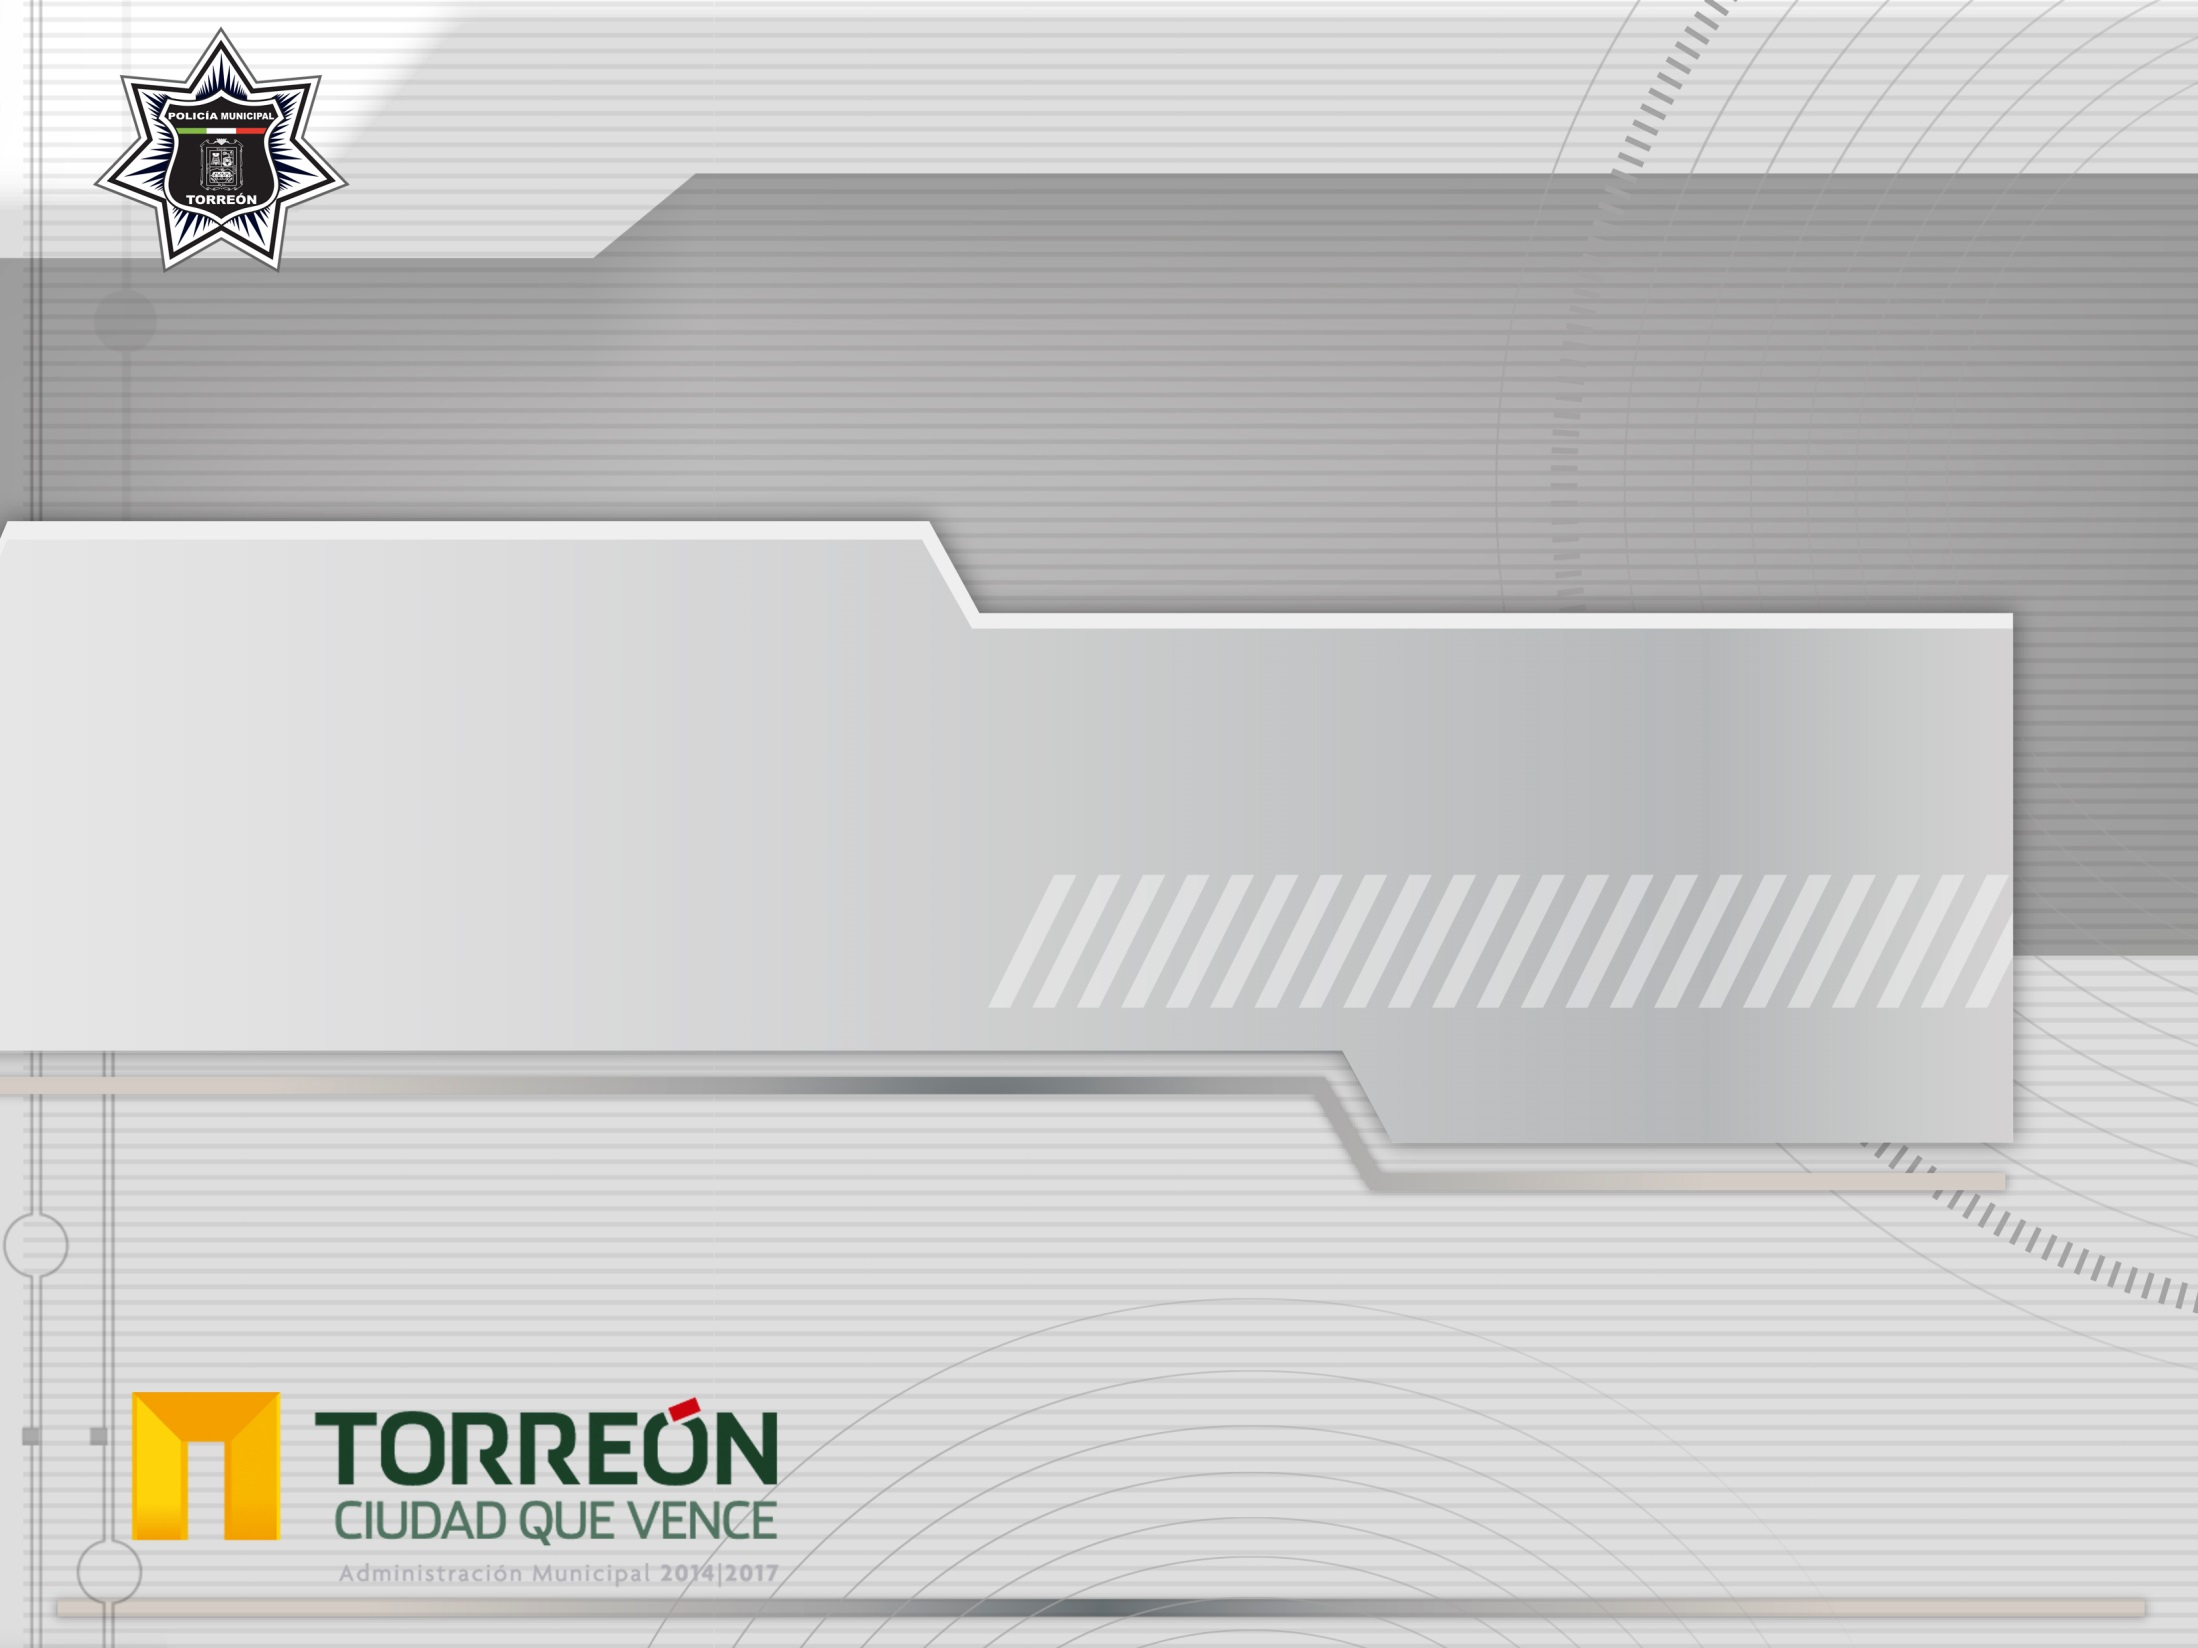 POLICÍA MUNICIPAL
TORREÓN
TORREÓN
CIUDAD QUE VENCE
Administración Municipal 2014|2017